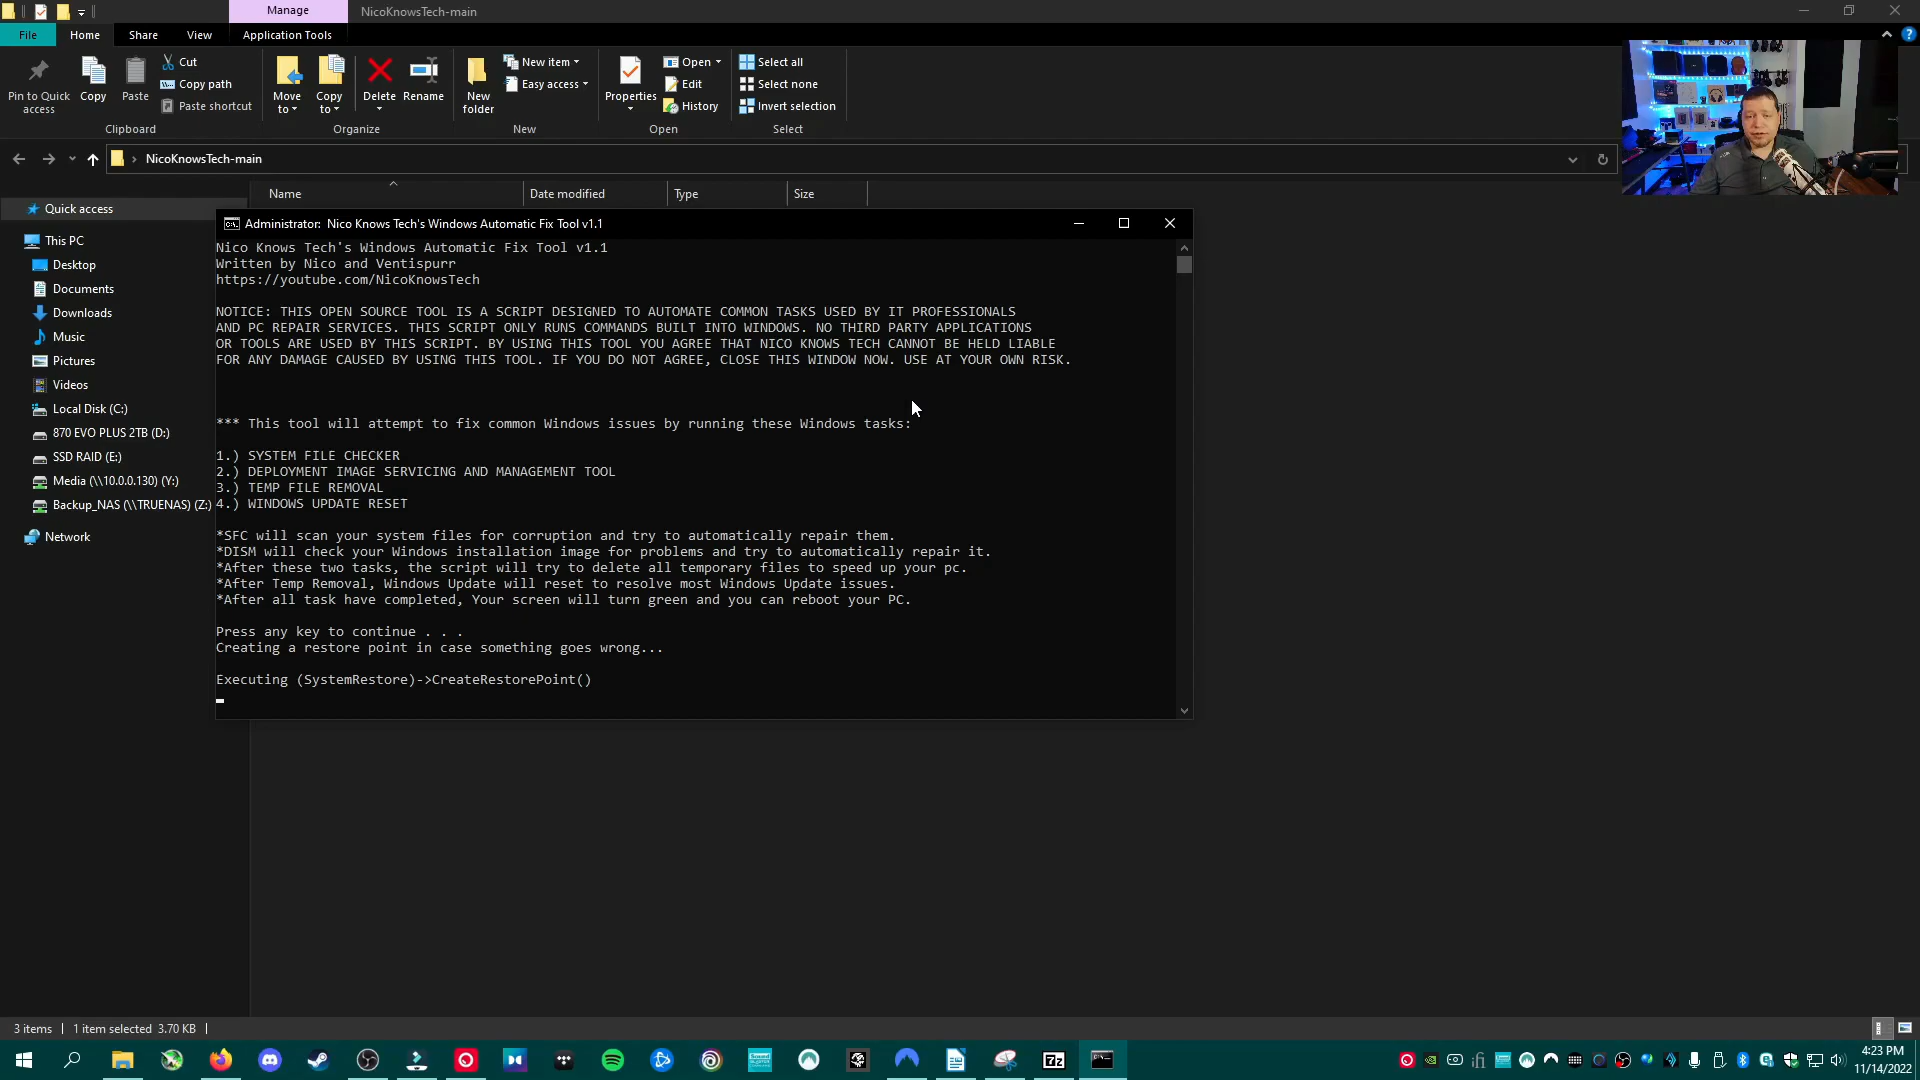 Manage
NicoKnowsTech-main
File
Home
Share
View
Application Tools
Pin to Quick access
Copy
Paste
Cut
Copy path
Paste shortcut
Clipboard
Move to
Copy to
Delete
Rename
Organize
New folder
New item
Easy access
New
Properties
Open
Edit
History
Open
Select all
Select none
Invert selection
Select
NicoKnowsTech-main
Name
Date modified
Type
Size
Quick access
This PC
Desktop
Documents
Downloads
Music
Pictures
Videos
Local Disk (C:)
870 EVO PLUS 2TB (D:)
SSD RAID (E:)
Media (\\10.0.0.130) (Y:)
Backup_NAS (\\TRUENAS) (Z:)
Network
Administrator: Nico Knows Tech's Windows Automatic Fix Tool v1.1
Nico Knows Tech's Windows Automatic Fix Tool v1.1
Written by Nico and Ventispurr
https://youtube.com/NicoKnowsTech
NOTICE: THIS OPEN SOURCE TOOL IS A SCRIPT DESIGNED TO AUTOMATE COMMON TASKS USED BY IT PROFESSIONALS
AND PC REPAIR SERVICES. THIS SCRIPT ONLY RUNS COMMANDS BUILT INTO WINDOWS. NO THIRD PARTY APPLICATIONS
OR TOOLS ARE USED BY THIS SCRIPT. BY USING THIS TOOL YOU AGREE THAT NICO KNOWS TECH CANNOT BE HELD LIABLE
FOR ANY DAMAGE CAUSED BY USING THIS TOOL. IF YOU DO NOT AGREE, CLOSE THIS WINDOW NOW. USE AT YOUR OWN RISK.
*** This tool will attempt to fix common Windows issues by running these Windows tasks:
1.) SYSTEM FILE CHECKER
2.) DEPLOYMENT IMAGE SERVICING AND MANAGEMENT TOOL
3.) TEMP FILE REMOVAL
4.) WINDOWS UPDATE RESET
*SFC will scan your system files for corruption and try to automatically repair them.
*DISM will check your Windows installation image for problems and try to automatically repair it.
*After these two tasks, the script will try to delete all temporary files to speed up your pc.
*After Temp Removal, Windows Update will reset to resolve most Windows Update issues.
*After all task have completed, Your screen will turn green and you can reboot your PC.
Press any key to continue . . .
Creating a restore point in case something goes wrong...
Executing (SystemRestore)->CreateRestorePoint()
3 items
1 item selected 3.70 KB
7z
4:23 PM
11/14/2022